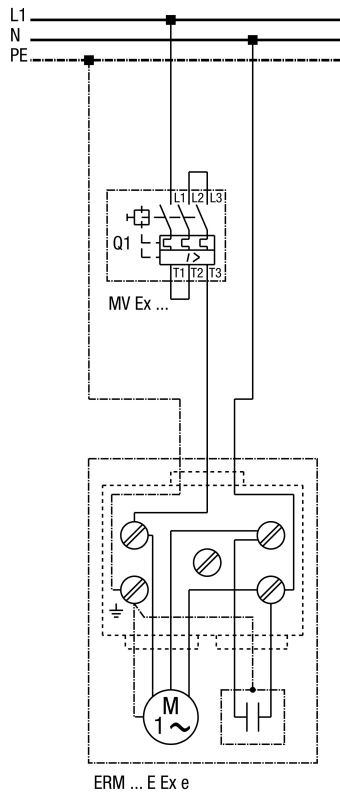 L1
N
PE
L1 L2 L3
Q1
I >
T1 T2 T3
MV Ex ...
M
1 ~
ERM ... E Ex e